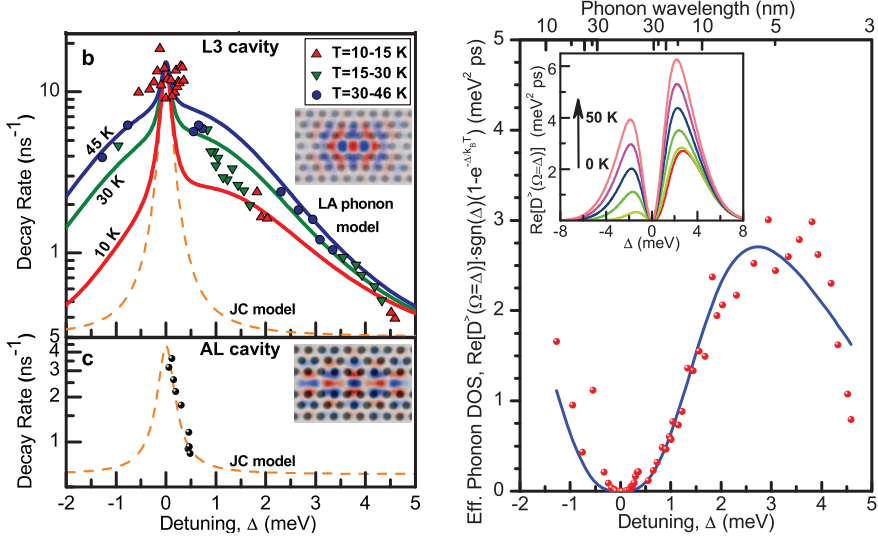 b
L3 cavity
T=10-15 K
T=15-30 K
T=30-46 K
45 K
30 K
10 K
LA phonon
model
JC model
Decay Rate (ns⁻¹)
10
1
5
c
AL cavity
JC model
Decay Rate (ns⁻¹)
4
3
2
1
-2 -1 0 1 2 3 4 5
Detuning, Δ (meV)
Phonon wavelength (nm)
10 30 30 10 5 3
Eff. Phonon DOS, Re[D^>(Ω=Δ)]·sgn(Δ)(1-e^{-Δ/k_BT}) (meV² ps)
5
4
3
2
1
0
Re[D^>(Ω=Δ)] (meV² ps)
6
4
2
50 K
0 K
-8 -4 0 4 8
Δ (meV)
-2 -1 0 1 2 3 4 5
Detuning, Δ (meV)